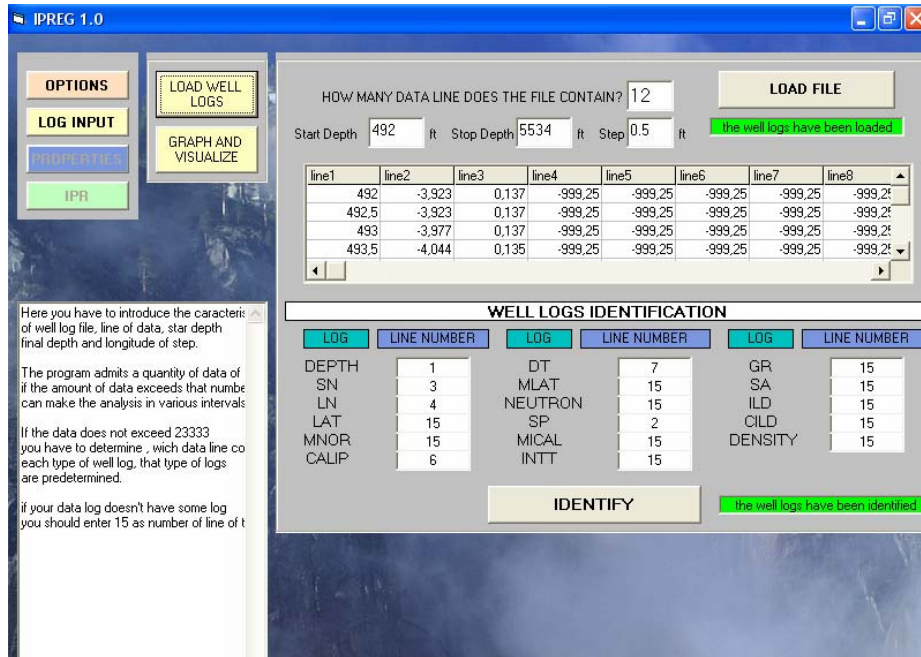 IPREG 1.0
OPTIONS
LOG INPUT
PROPERTIES
IPR
LOAD WELL
LOGS
GRAPH AND
VISUALIZE
HOW MANY DATA LINE DOES THE FILE CONTAIN? 12
LOAD FILE
Start Depth 492 ft Stop Depth 5534 ft Step 0.5 ft
the well logs have been loaded
line1 line2 line3 line4 line5 line6 line7 line8
492 -3,923 0,137 -999,25 -999,25 -999,25 -999,25 -999,25
492,5 -3,923 0,137 -999,25 -999,25 -999,25 -999,25 -999,25
493 -3,977 0,137 -999,25 -999,25 -999,25 -999,25 -999,25
493,5 -4,044 0,135 -999,25 -999,25 -999,25 -999,25 -999,25
Here you have to introduce the caracteris
of well log file, line of data, star depth
final depth and longitude of step.
The program admits a quantity of data of
if the amount of data exceeds that numbe
can make the analysis in various intervals
If the data does not exceed 23333
you have to determine , wich data line co
each type of well log, that type of logs
are predetermined.
if your data log doesn't have some log
you should enter 15 as number of line of t
WELL LOGS IDENTIFICATION
LOG LINE NUMBER LOG LINE NUMBER LOG LINE NUMBER
DEPTH 1 DT 7 GR 15
SN 3 MLAT 15 SA 15
LN 4 NEUTRON 15 ILD 15
LAT 15 SP 2 CILD 15
MNOR 15 MICAL 15 DENSITY 15
CALIP 6 INTT 15
IDENTIFY
the well logs have been identified